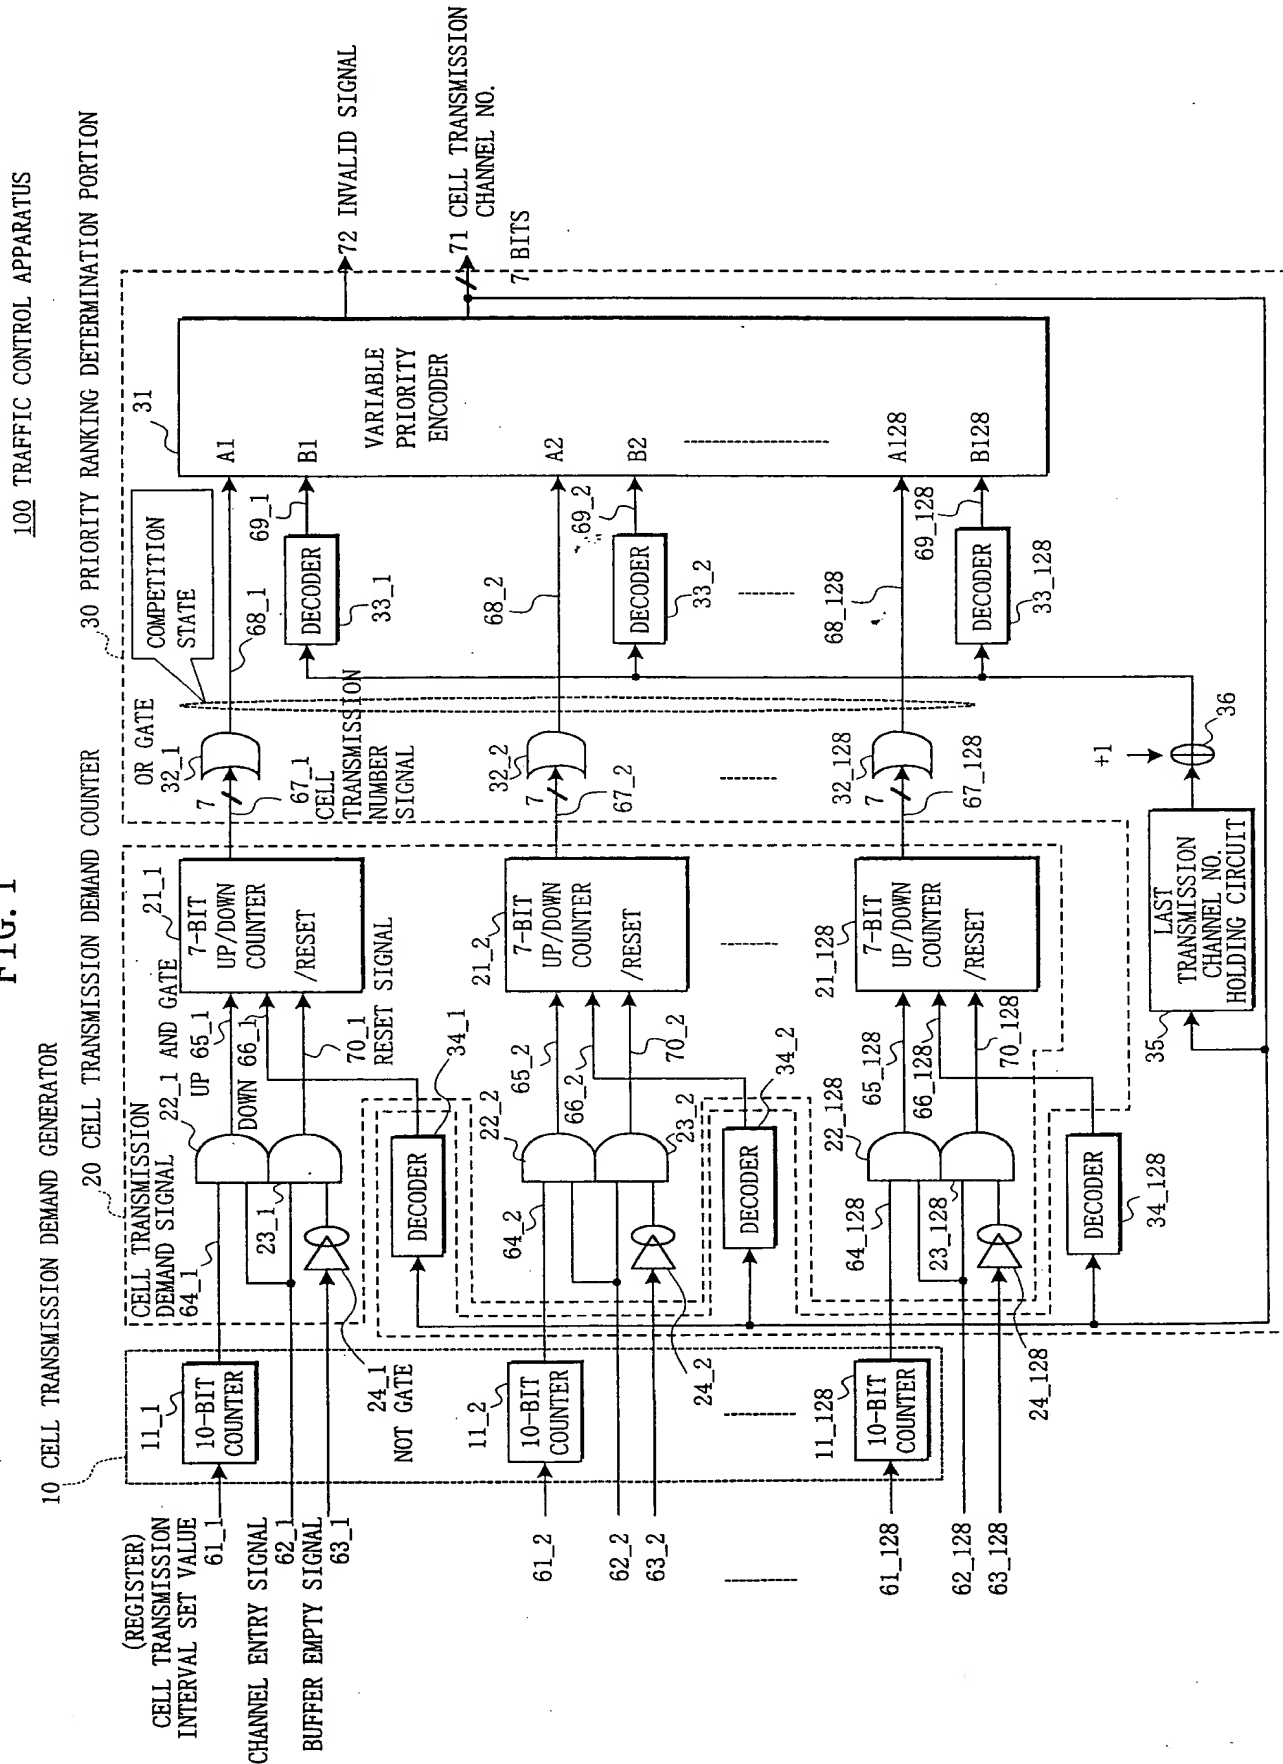 FIG. 1
100 TRAFFIC CONTROL APPARATUS
10 CELL TRANSMISSION DEMAND GENERATOR
20 CELL TRANSMISSION DEMAND COUNTER
30 PRIORITY RANKING DETERMINATION PORTION
(REGISTER)
CELL TRANSMISSION
INTERVAL SET VALUE
61_1
CHANNEL ENTRY SIGNAL
62_1
BUFFER EMPTY SIGNAL
63_1
11_1
10-BIT
COUNTER
24_1
NOT GATE
CELL TRANSMISSION
DEMAND SIGNAL
64_1
22_1 AND GATE
23_1
UP 65_1
DOWN 66_1
70_1
RESET SIGNAL
21_1
7-BIT
UP/DOWN
COUNTER
/RESET
DECODER
34_1
OR GATE
32_1
7
67_1
CELL
TRANSMISSION
NUMBER
SIGNAL
COMPETITION
STATE
68_1
DECODER
33_1
69_1
31
A1
B1
VARIABLE
PRIORITY
ENCODER
72 INVALID SIGNAL
71 CELL TRANSMISSION
CHANNEL NO.
7 BITS
61_2
62_2
63_2
11_2
10-BIT
COUNTER
24_2
64_2
22_2
23_2
65_2
66_2
70_2
21_2
7-BIT
UP/DOWN
COUNTER
/RESET
DECODER
34_2
32_2
7
67_2
68_2
DECODER
33_2
69_2
A2
B2
61_128
62_128
63_128
11_128
10-BIT
COUNTER
24_128
64_128
22_128
23_128
65_128
66_128
70_128
21_128
7-BIT
UP/DOWN
COUNTER
/RESET
DECODER
34_128
32_128
7
67_128
68_128
DECODER
33_128
69_128
A128
B128
35
LAST
TRANSMISSION
CHANNEL NO.
HOLDING CIRCUIT
+1
36